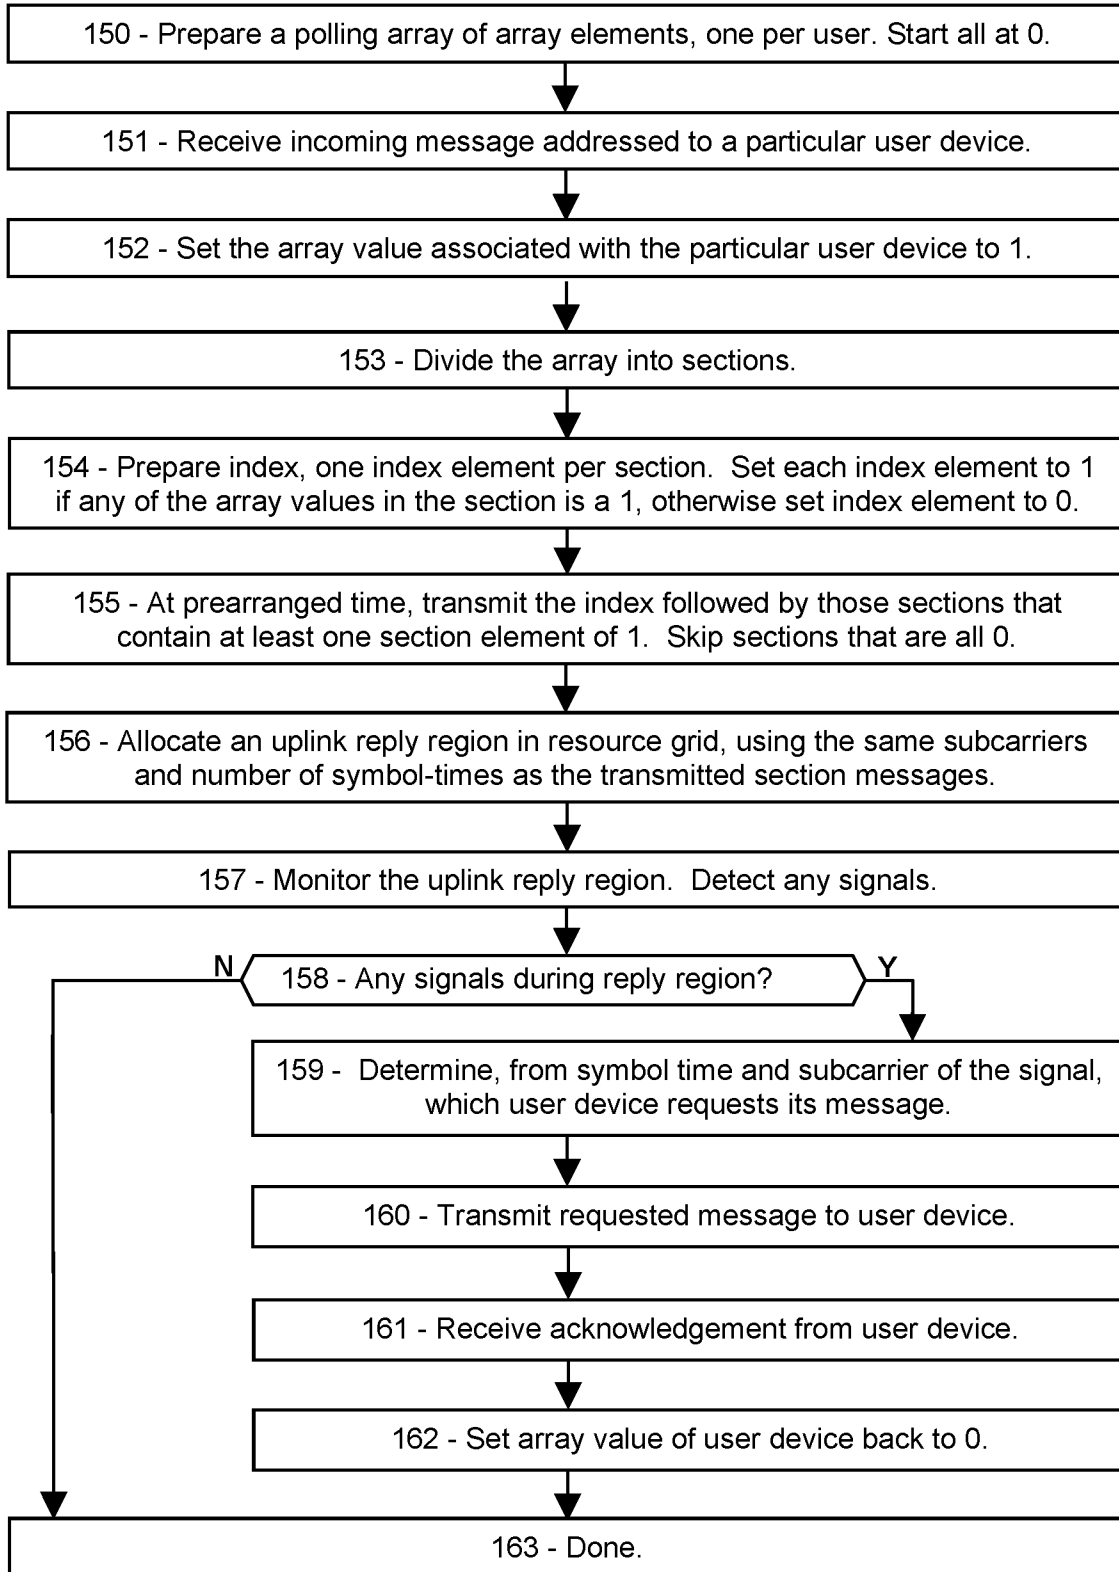 150 - Prepare a polling array of array elements, one per user. Start all at 0.
151 - Receive incoming message addressed to a particular user device.
152 - Set the array value associated with the particular user device to 1.
153 - Divide the array into sections.
154 - Prepare index, one index element per section.  Set each index element to 1
if any of the array values in the section is a 1, otherwise set index element to 0.
155 - At prearranged time, transmit the index followed by those sections that
contain at least one section element of 1.  Skip sections that are all 0.
156 - Allocate an uplink reply region in resource grid, using the same subcarriers
and number of symbol-times as the transmitted section messages.
157 - Monitor the uplink reply region.  Detect any signals.
N
158 - Any signals during reply region?
Y
159 -  Determine, from symbol time and subcarrier of the signal,
which user device requests its message.
160 - Transmit requested message to user device.
161 - Receive acknowledgement from user device.
162 - Set array value of user device back to 0.
163 - Done.